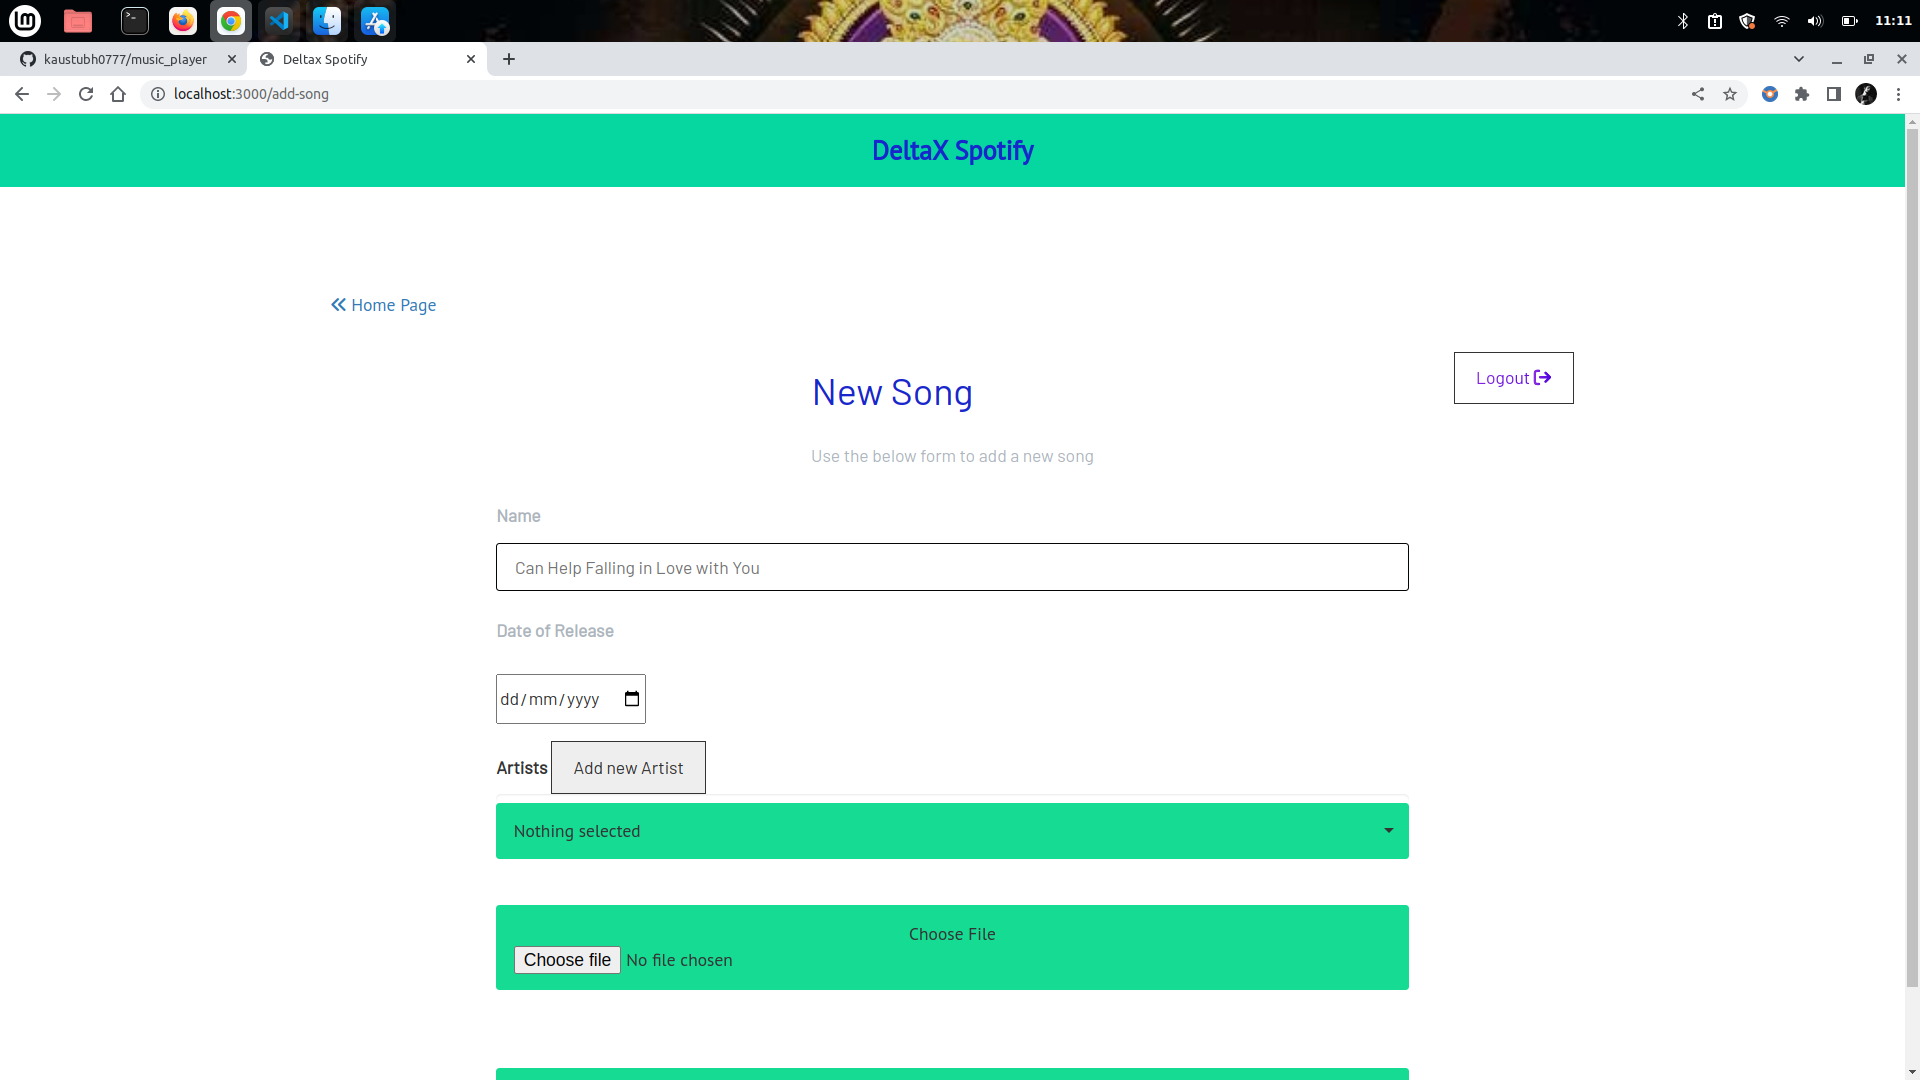 11:11
kaustubh0777/music_player
Deltax Spotify
localhost:3000/add-song
DeltaX Spotify
Home Page
Logout
New Song
Use the below form to add a new song
Name
Can Help Falling in Love with You
Date of Release
dd/mm/yyyy
Artists Add new Artist
Nothing selected
Choose File
Choose file No file chosen